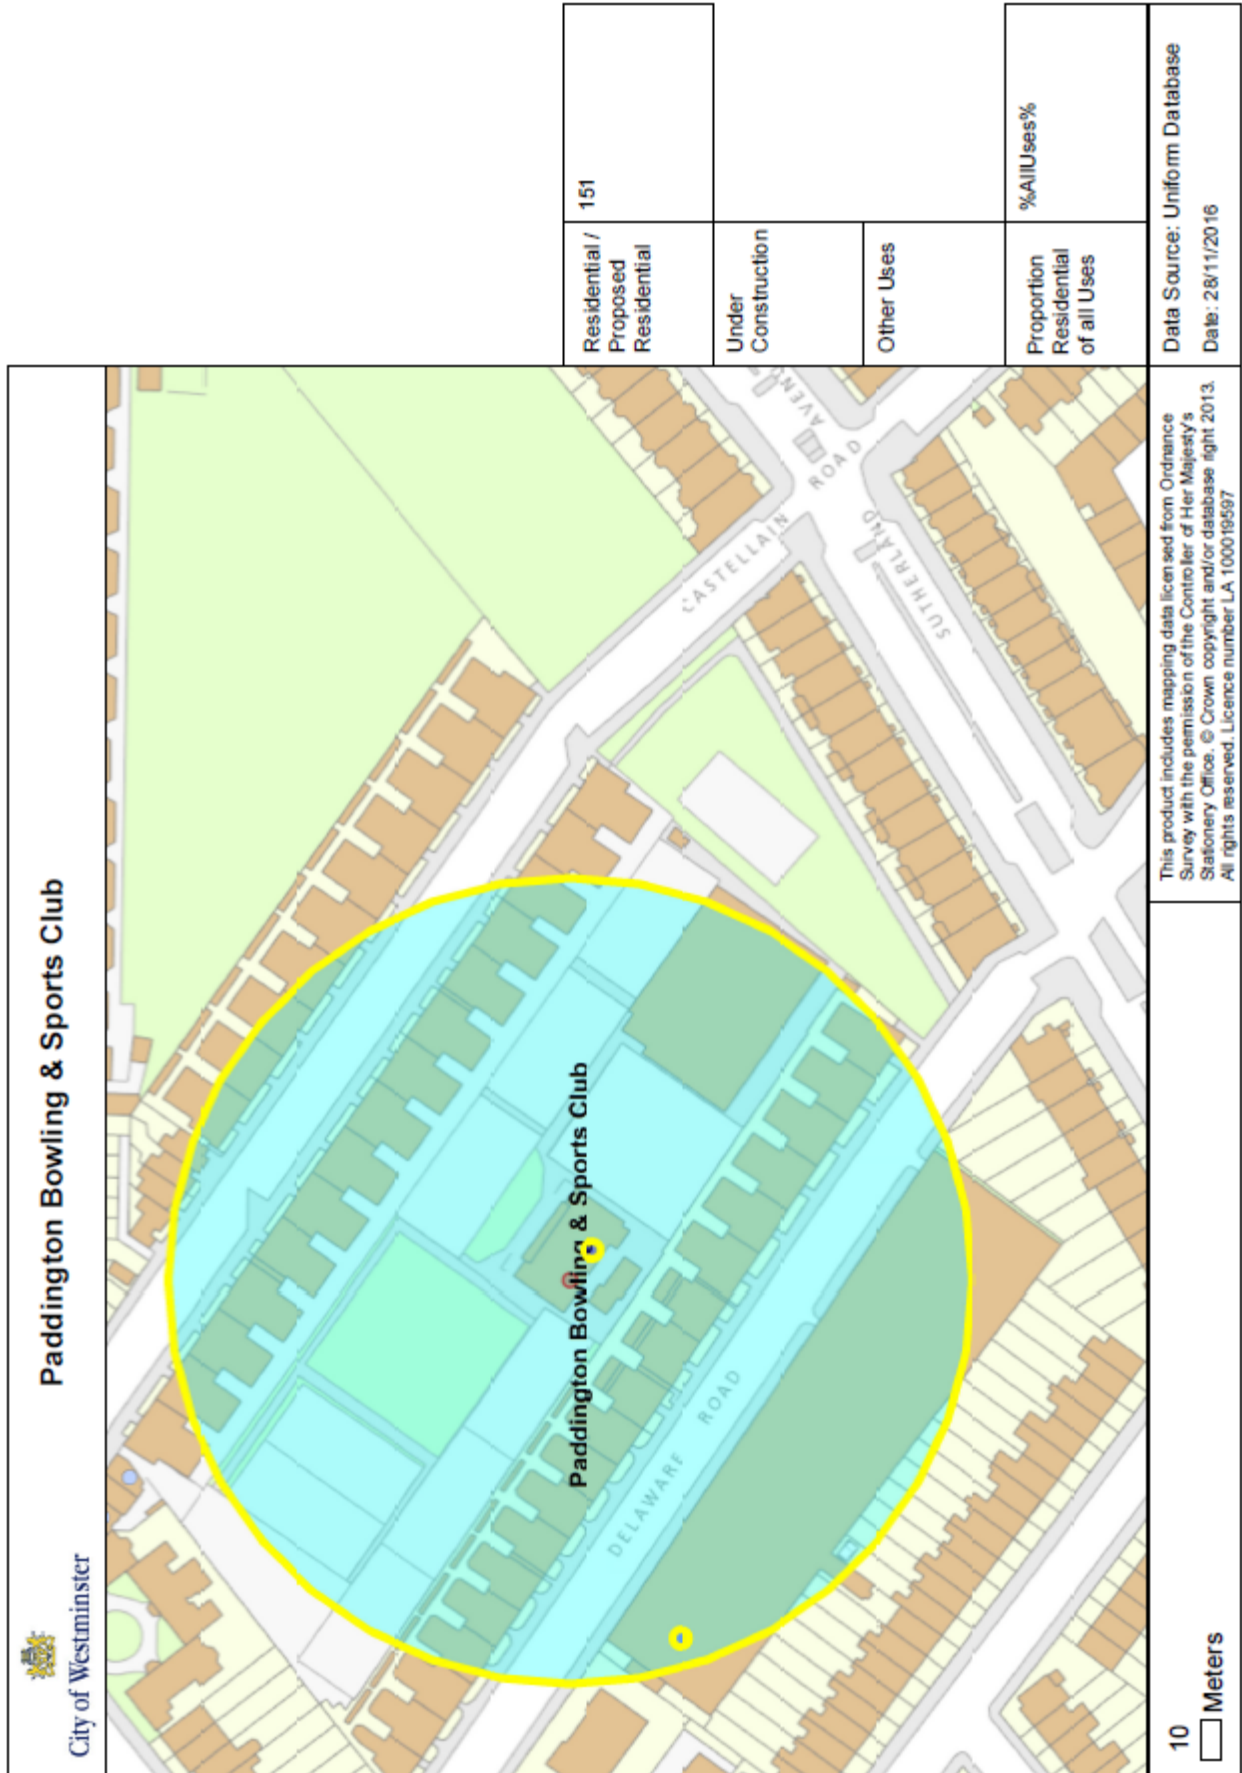 City of Westminster
Paddington Bowling & Sports Club
Paddington Bowling & Sports Club
DELAWARE ROAD
CASTELLAIN ROAD
SUTHERLAND
AVENU
Residential /
Proposed
Residential
151
Under
Construction
Other Uses
Proportion
Residential
of all Uses
%AllUses%
10
Meters
This product includes mapping data licensed from Ordnance
Survey with the permission of the Controller of Her Majesty's
Stationery Office. © Crown copyright and/or database right 2013.
All rights reserved. Licence number LA 100019597
Data Source: Uniform Database
Date: 28/11/2016